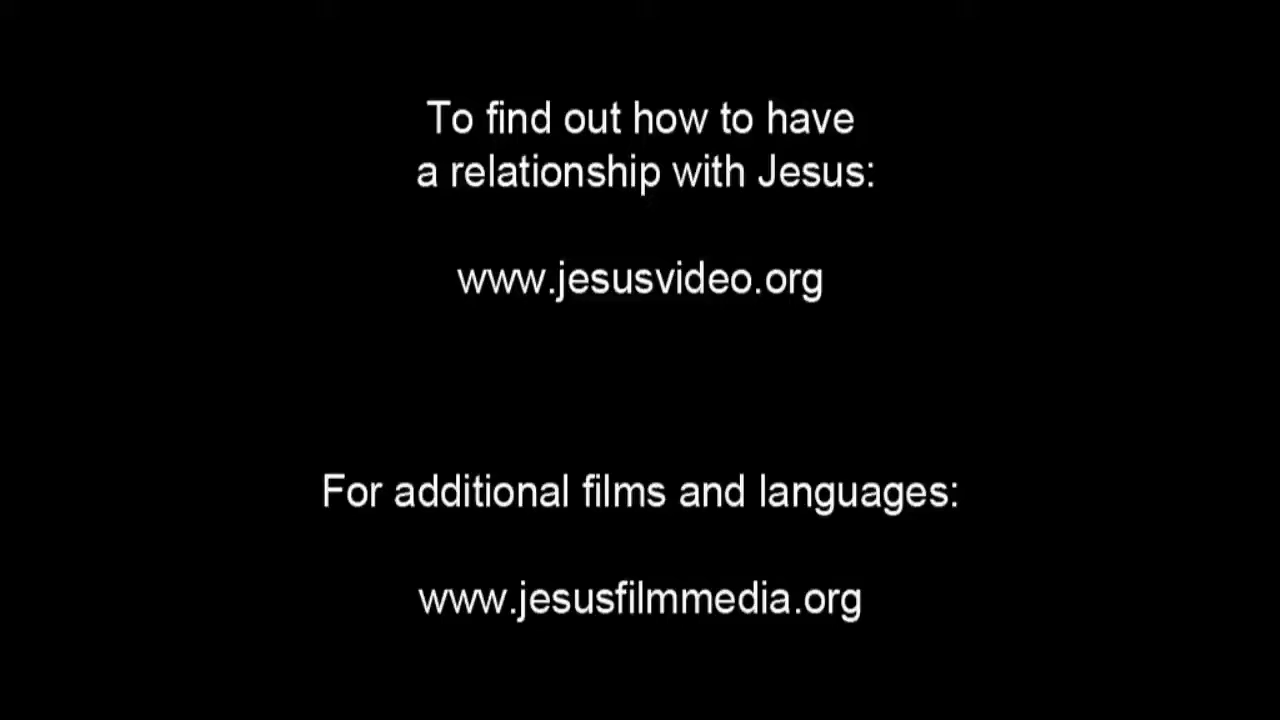 To find out how to have
a relationship with Jesus:
www.jesusvideo.org
For additional films and languages:
www.jesusfilmmedia.org